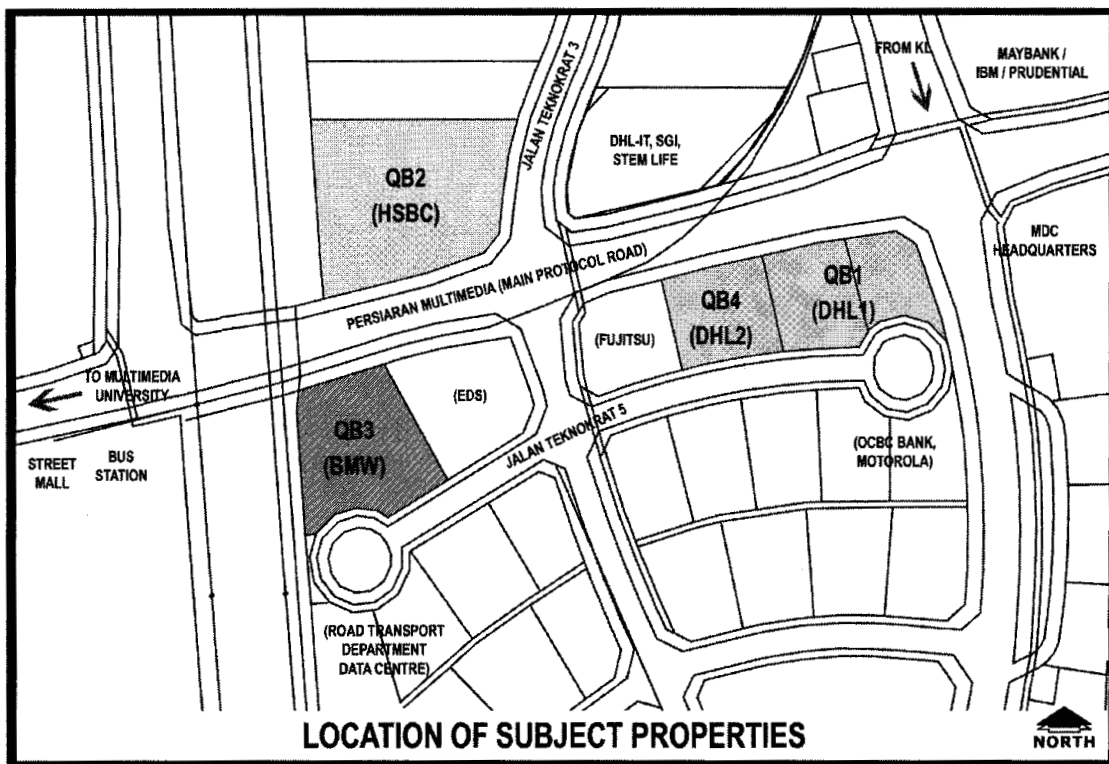 FROM KL
MAYBANK /
IBM / PRUDENTIAL
JALAN TEKNOKRAT 3
DHL-IT, SGI,
STEM LIFE
QB2
(HSBC)
MDC
HEADQUARTERS
PERSIARAN MULTIMEDIA (MAIN PROTOCOL ROAD)
QB1
(DHL1)
QB4
(DHL2)
(FUJITSU)
TO MULTIMEDIA
UNIVERSITY
(EDS)
QB3
(BMW)
JALAN TEKNOKRAT 5
(OCBC BANK,
MOTOROLA)
STREET
MALL
BUS
STATION
(ROAD TRANSPORT
DEPARTMENT
DATA CENTRE)
LOCATION OF SUBJECT PROPERTIES
NORTH